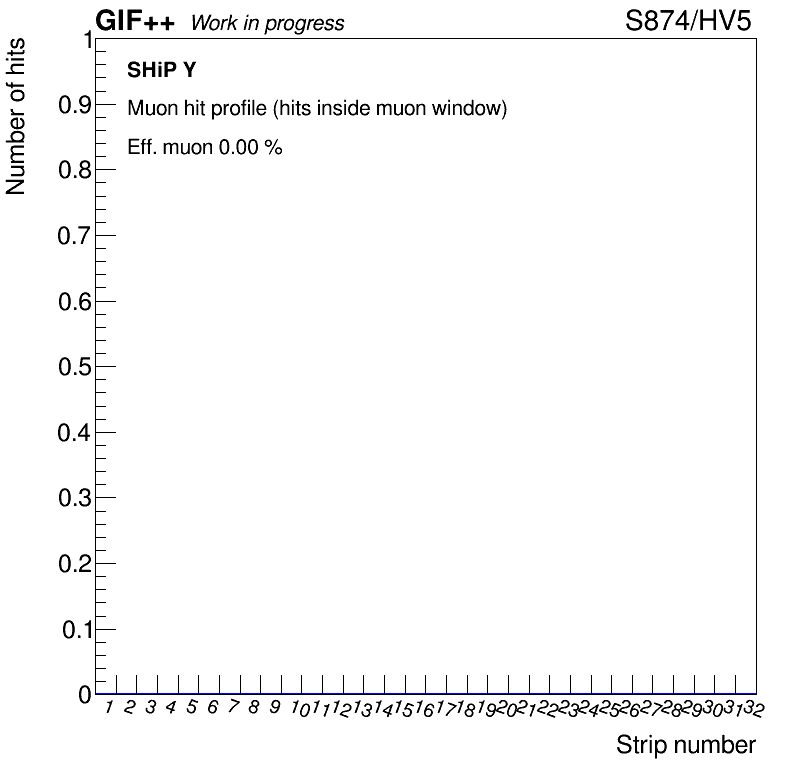 GIF++ Work in progress S874/HV5
Number of hits
SHiP Y
Muon hit profile (hits inside muon window)
Eff. muon 0.00 %
1
0.9
0.8
0.7
0.6
0.5
0.4
0.3
0.2
0.1
0
1 2 3 4 5 6 7 8 9 10 11 12 13 14 15 16 17 18 19 20 21 22 23 24 25 26 27 28 29 30 31 32
Strip number